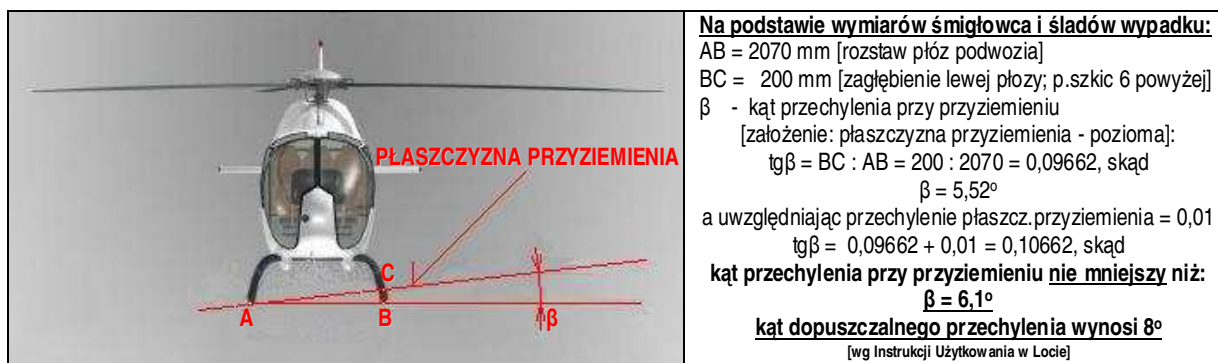 PŁASZCZYZNA PRZYZIEMIENIA
C
A
B
β
Na podstawie wymiarów śmigłowca i śladów wypadku:
AB = 2070 mm [rozstaw płóz podwozia]
BC = 200 mm [zagłębienie lewej płozy; p.szkic 6 powyżej]
β - kąt przechylenia przy przyziemieniu
[założenie: płaszczyzna przyziemienia - pozioma]:
tgβ = BC : AB = 200 : 2070 = 0,09662, skąd
β = 5,52º
a uwzględniając przechylenie płaszcz.przyziemienia = 0,01
tgβ = 0,09662 + 0,01 = 0,10662, skąd
kąt przechylenia przy przyziemieniu nie mniejszy niż:
β = 6,1º
kąt dopuszczalnego przechylenia wynosi 8º
[wg Instrukcji Użytkowania w Locie]